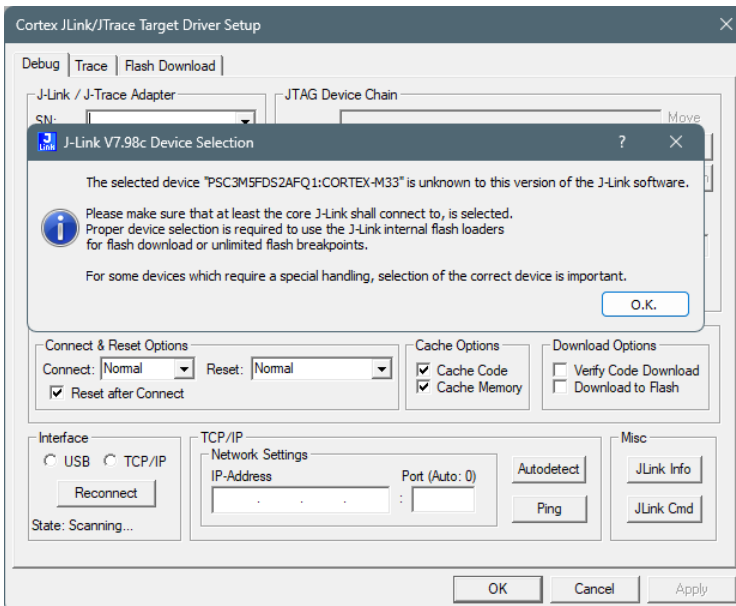 Cortex JLink/JTrace Target Driver Setup
Debug Trace Flash Download
J-Link / J-Trace Adapter
JTAG Device Chain
SN:
Move
J-Link V7.98c Device Selection
?
The selected device "PSC3M5FDS2AFQ1:CORTEX-M33" is unknown to this version of the J-Link software.
Please make sure that at least the core J-Link shall connect to, is selected.
Proper device selection is required to use the J-Link internal flash loaders
for flash download or unlimited flash breakpoints.
For some devices which require a special handling, selection of the correct device is important.
O.K.
Connect & Reset Options
Connect: Normal Reset: Normal
Reset after Connect
Cache Options
Cache Code
Cache Memory
Download Options
Verify Code Download
Download to Flash
Interface
USB TCP/IP
Reconnect
State: Scanning...
TCP/IP
Network Settings
IP-Address Port (Auto: 0)
. . . :
Autodetect
Ping
Misc
JLink Info
JLink Cmd
OK Cancel Apply